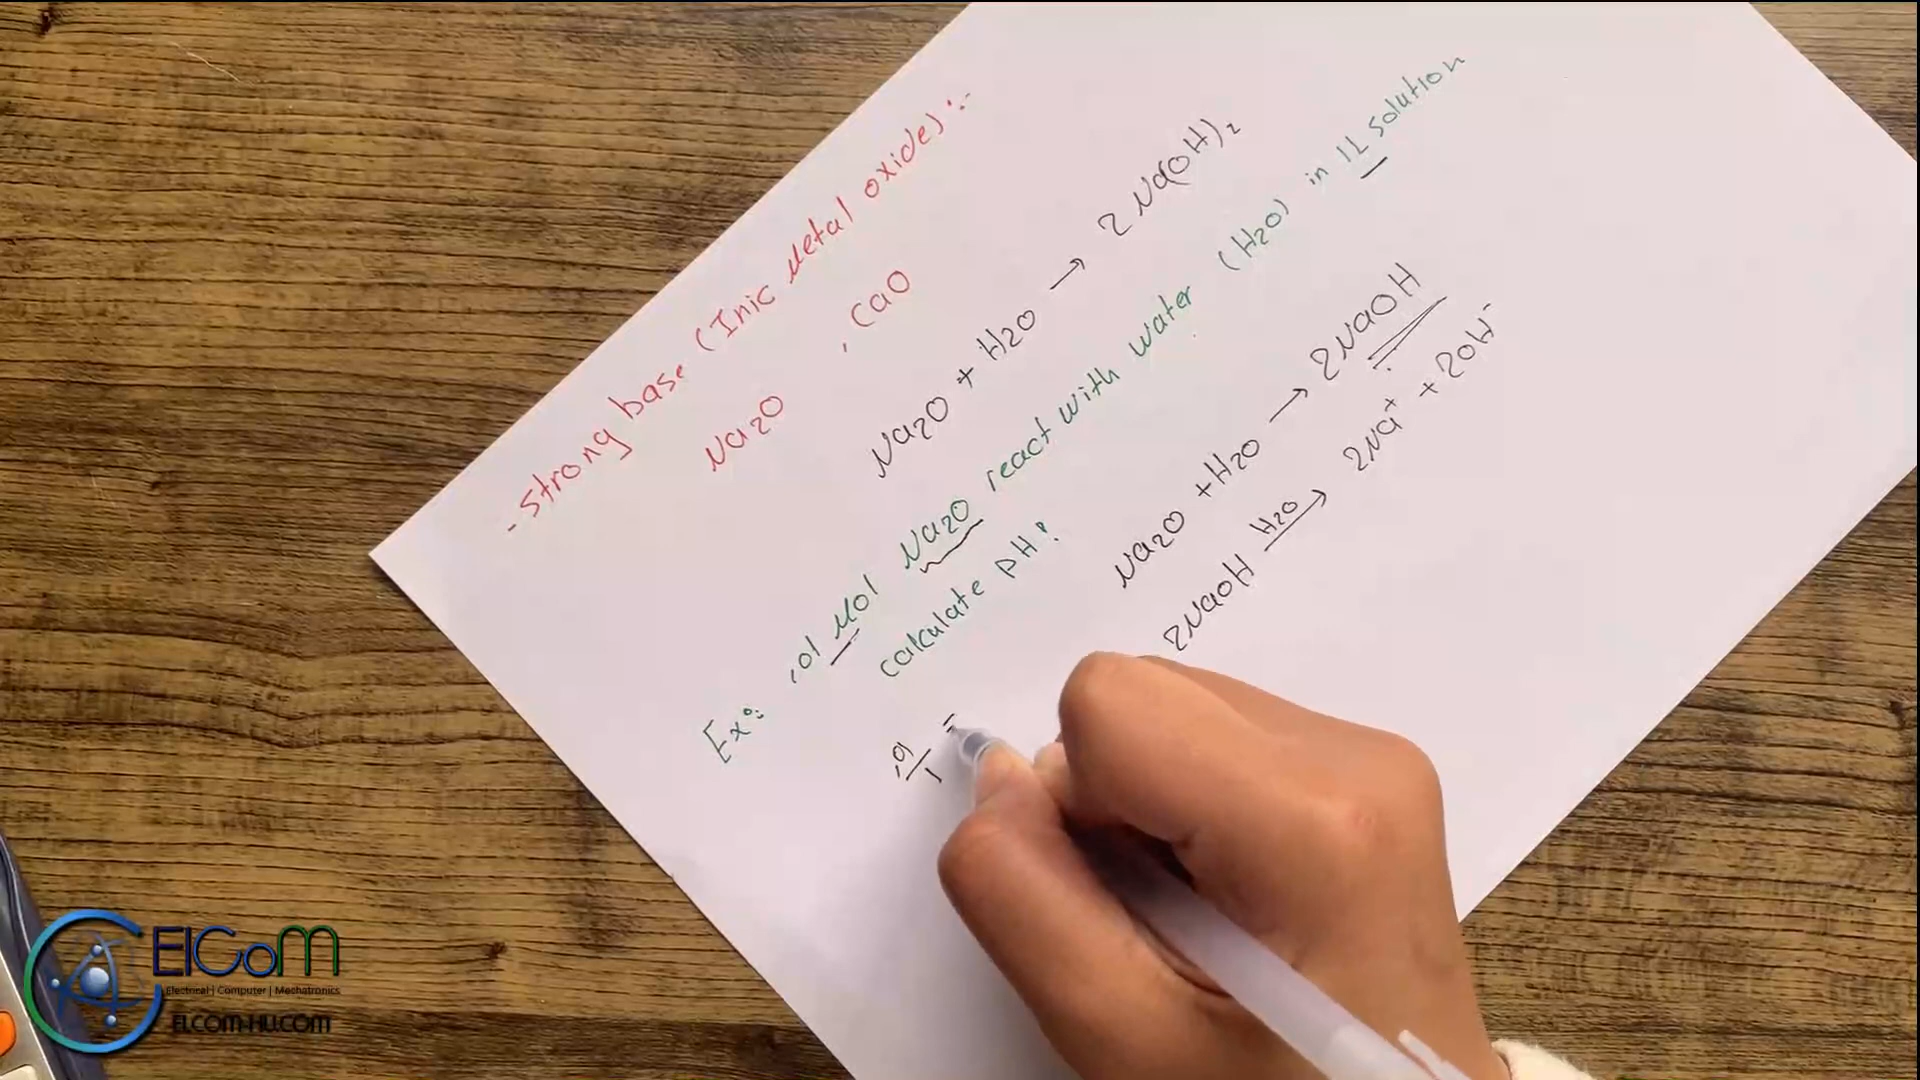 - strong base (Inic Metal oxides) :-
Na2O , CaO
Na2O + H2O → 2 Na(OH)2
Ex: .01 Mol Na2O react with water (H2O) in 1L solution
calculate pH!
Na2O + H2O → 2NaOH
2NaOH H2O → 2Na+ + 2OH-
.01
1
=
ElCoM
Electrical | Computer | Mechatronics
ELCOM-HU.COM